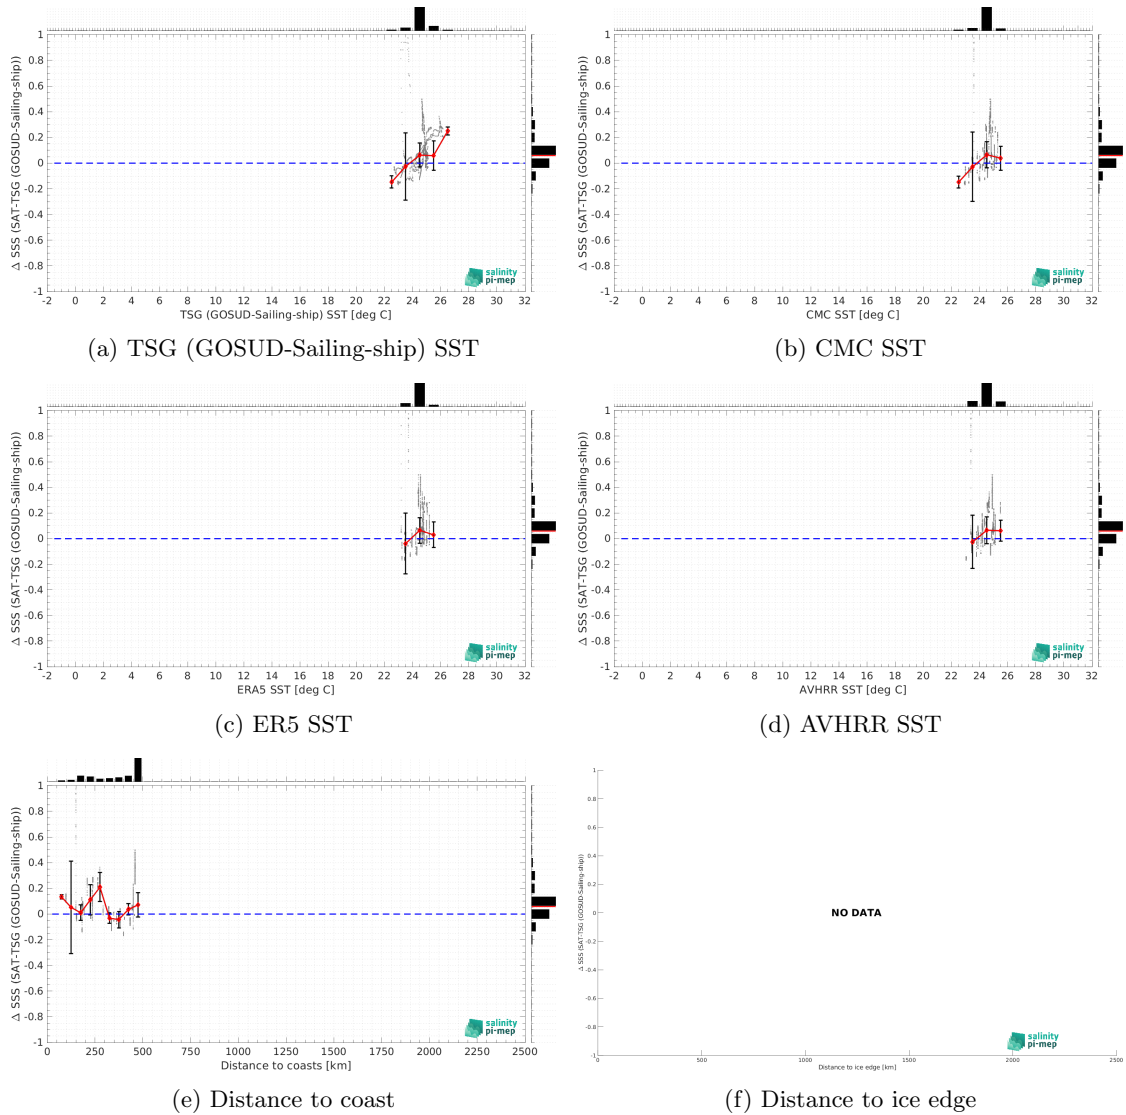 1
0.8
0.6
0.4
0.2
0
-0.2
-0.4
-0.6
-0.8
-1
Δ SSS (SAT-TSG (GOSUD-Sailing-ship))
-2 0 2 4 6 8 10 12 14 16 18 20 22 24 26 28 30 32
TSG (GOSUD-Sailing-ship) SST [deg C]
salinity
pi-mep
(a) TSG (GOSUD-Sailing-ship) SST
1
0.8
0.6
0.4
0.2
0
-0.2
-0.4
-0.6
-0.8
-1
Δ SSS (SAT-TSG (GOSUD-Sailing-ship))
-2 0 2 4 6 8 10 12 14 16 18 20 22 24 26 28 30 32
CMC SST [deg C]
salinity
pi-mep
(b) CMC SST
1
0.8
0.6
0.4
0.2
0
-0.2
-0.4
-0.6
-0.8
-1
Δ SSS (SAT-TSG (GOSUD-Sailing-ship))
-2 0 2 4 6 8 10 12 14 16 18 20 22 24 26 28 30 32
ERA5 SST [deg C]
salinity
pi-mep
(c) ER5 SST
1
0.8
0.6
0.4
0.2
0
-0.2
-0.4
-0.6
-0.8
-1
Δ SSS (SAT-TSG (GOSUD-Sailing-ship))
-2 0 2 4 6 8 10 12 14 16 18 20 22 24 26 28 30 32
AVHRR SST [deg C]
salinity
pi-mep
(d) AVHRR SST
1
0.8
0.6
0.4
0.2
0
-0.2
-0.4
-0.6
-0.8
-1
Δ SSS (SAT-TSG (GOSUD-Sailing-ship))
0 250 500 750 1000 1250 1500 1750 2000 2250 2500
Distance to coasts [km]
salinity
pi-mep
(e) Distance to coast
1
0.8
0.6
0.4
0.2
0
-0.2
-0.4
-0.6
-0.8
-1
Δ SSS (SAT-TSG (GOSUD-Sailing-ship))
NO DATA
0 500 1000 1500 2000 2500
Distance to ice edge [km]
salinity
pi-mep
(f) Distance to ice edge